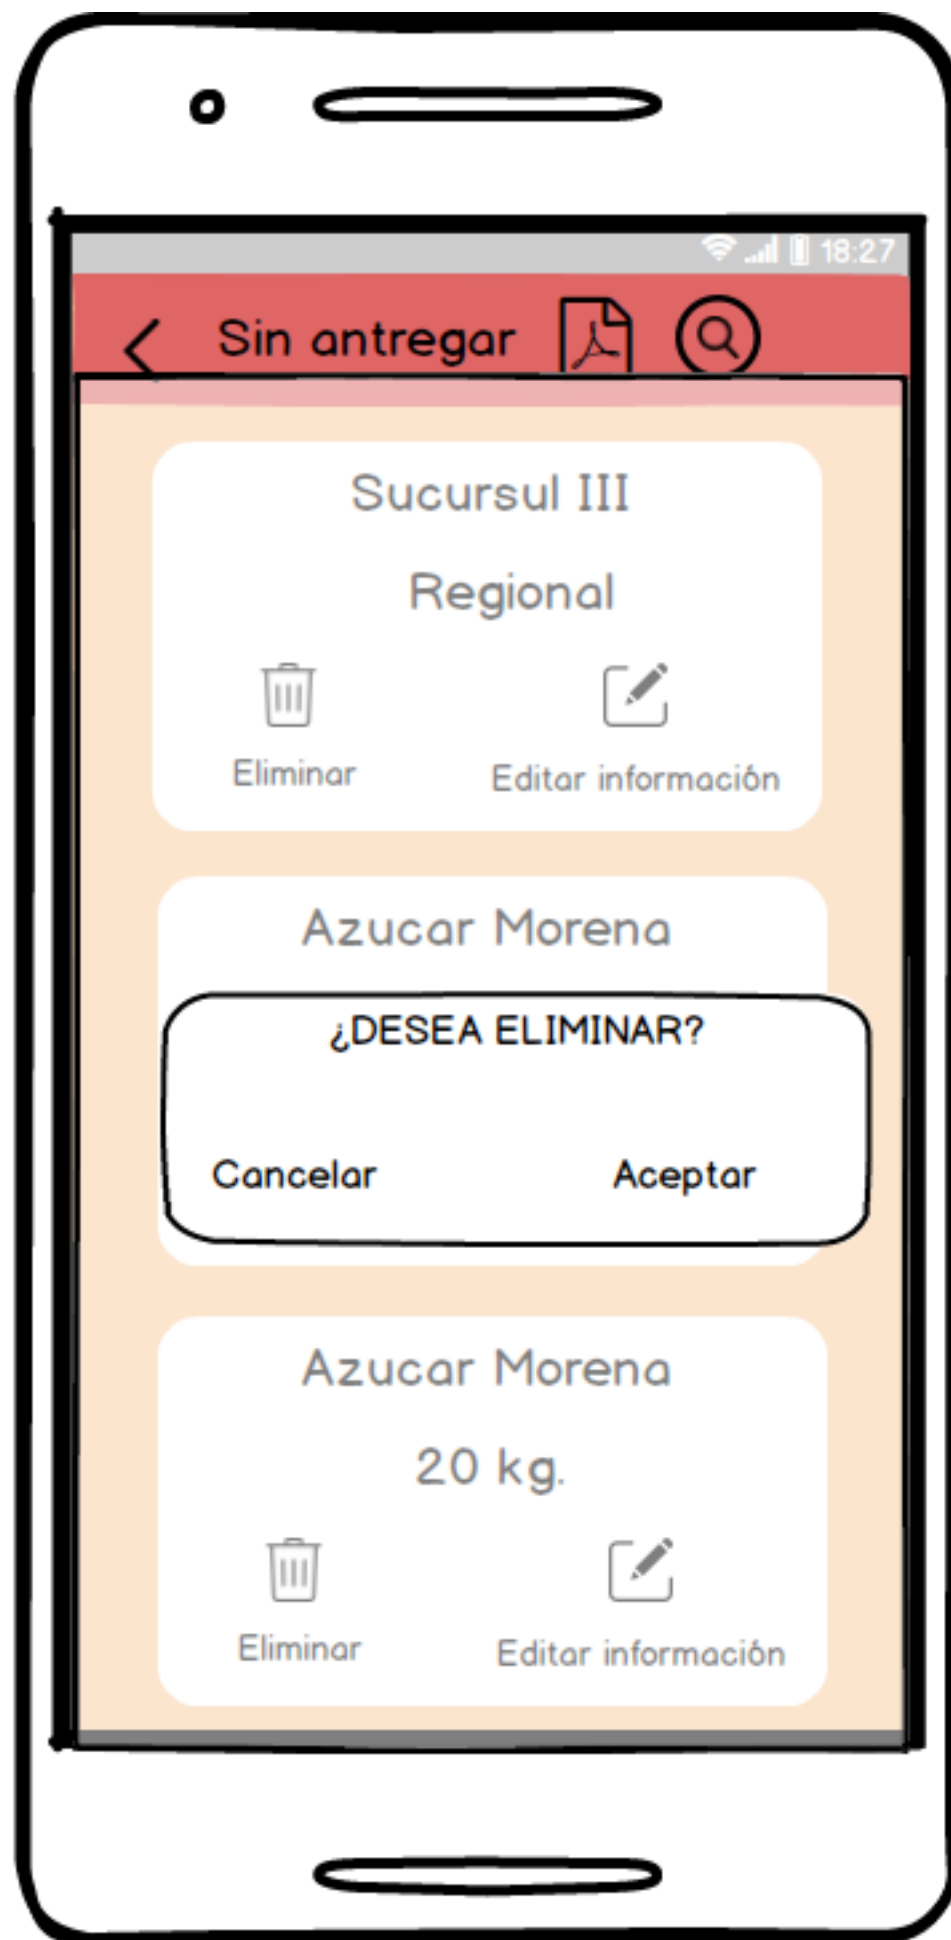 18:27
Sin antregar
Sucursul III
Regional
Eliminar
Editar información
Azucar Morena
¿DESEA ELIMINAR?
Cancelar Aceptar
Azucar Morena
20 kg.
Eliminar
Editar información